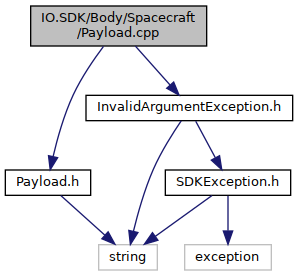 IO.SDK/Body/Spacecraft
/Payload.cpp
InvalidArgumentException.h
Payload.h
SDKException.h
string
exception